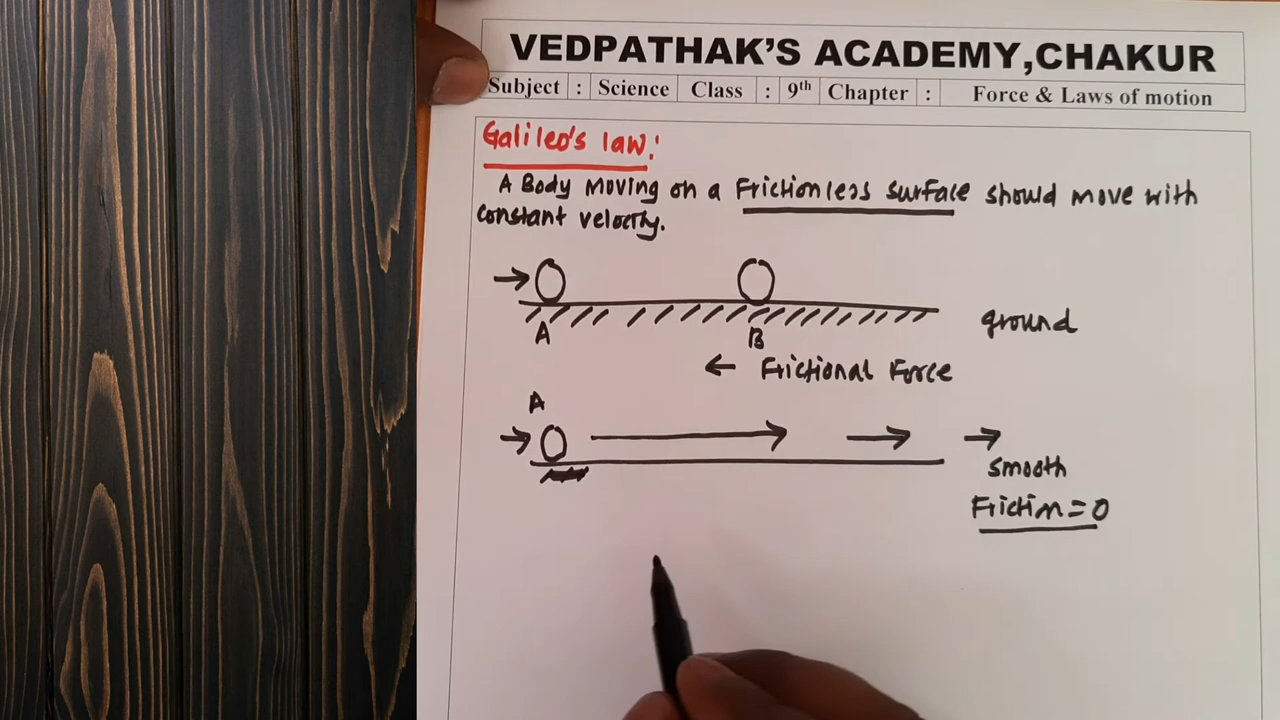 VEDPATHAK'S ACADEMY,CHAKUR
Subject : Science Class : 9th Chapter : Force & Laws of motion
Galileo's law:
A Body moving on a Frictionless surface should move with
constant velocity.
A B ground
← Frictional Force
A
smooth
Friction = 0